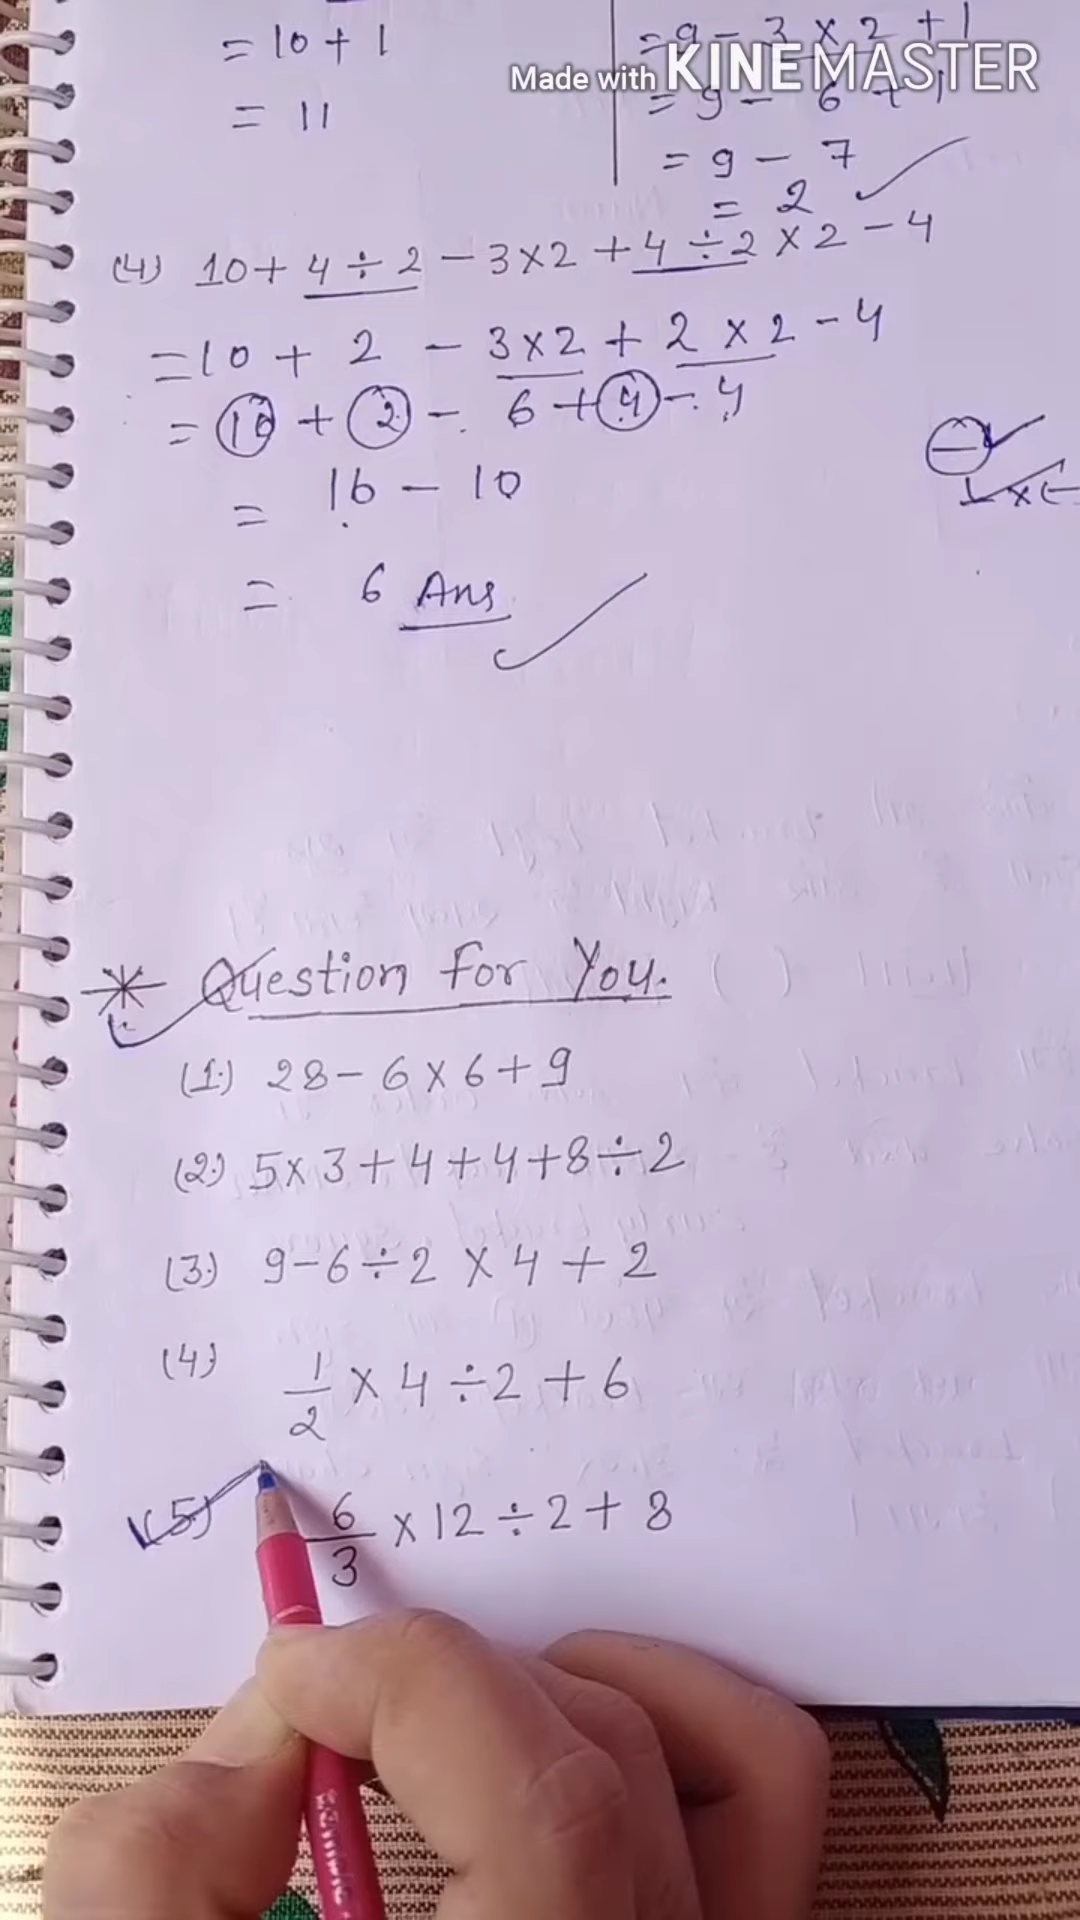 = 10 + 1
= 11
= 9 - 3 × 2 + 1
Made with KINEMASTER
= 9 - 6 + 1
= 9 - 7
= 2
(4) 10 + 4 ÷ 2 - 3 × 2 + 4 ÷ 2 × 2 - 4
= 10 + 2 - 3 × 2 + 2 × 2 - 4
= 10 + 2 - 6 + 4 - 4
= 16 - 10
= 6 Ans
* Question for You.
(1.) 28 - 6 × 6 + 9
(2.) 5 × 3 + 4 + 4 + 8 ÷ 2
(3.) 9 - 6 ÷ 2 × 4 + 2
(4) 1/2 × 4 ÷ 2 + 6
(5) 6/3 × 12 ÷ 2 + 8